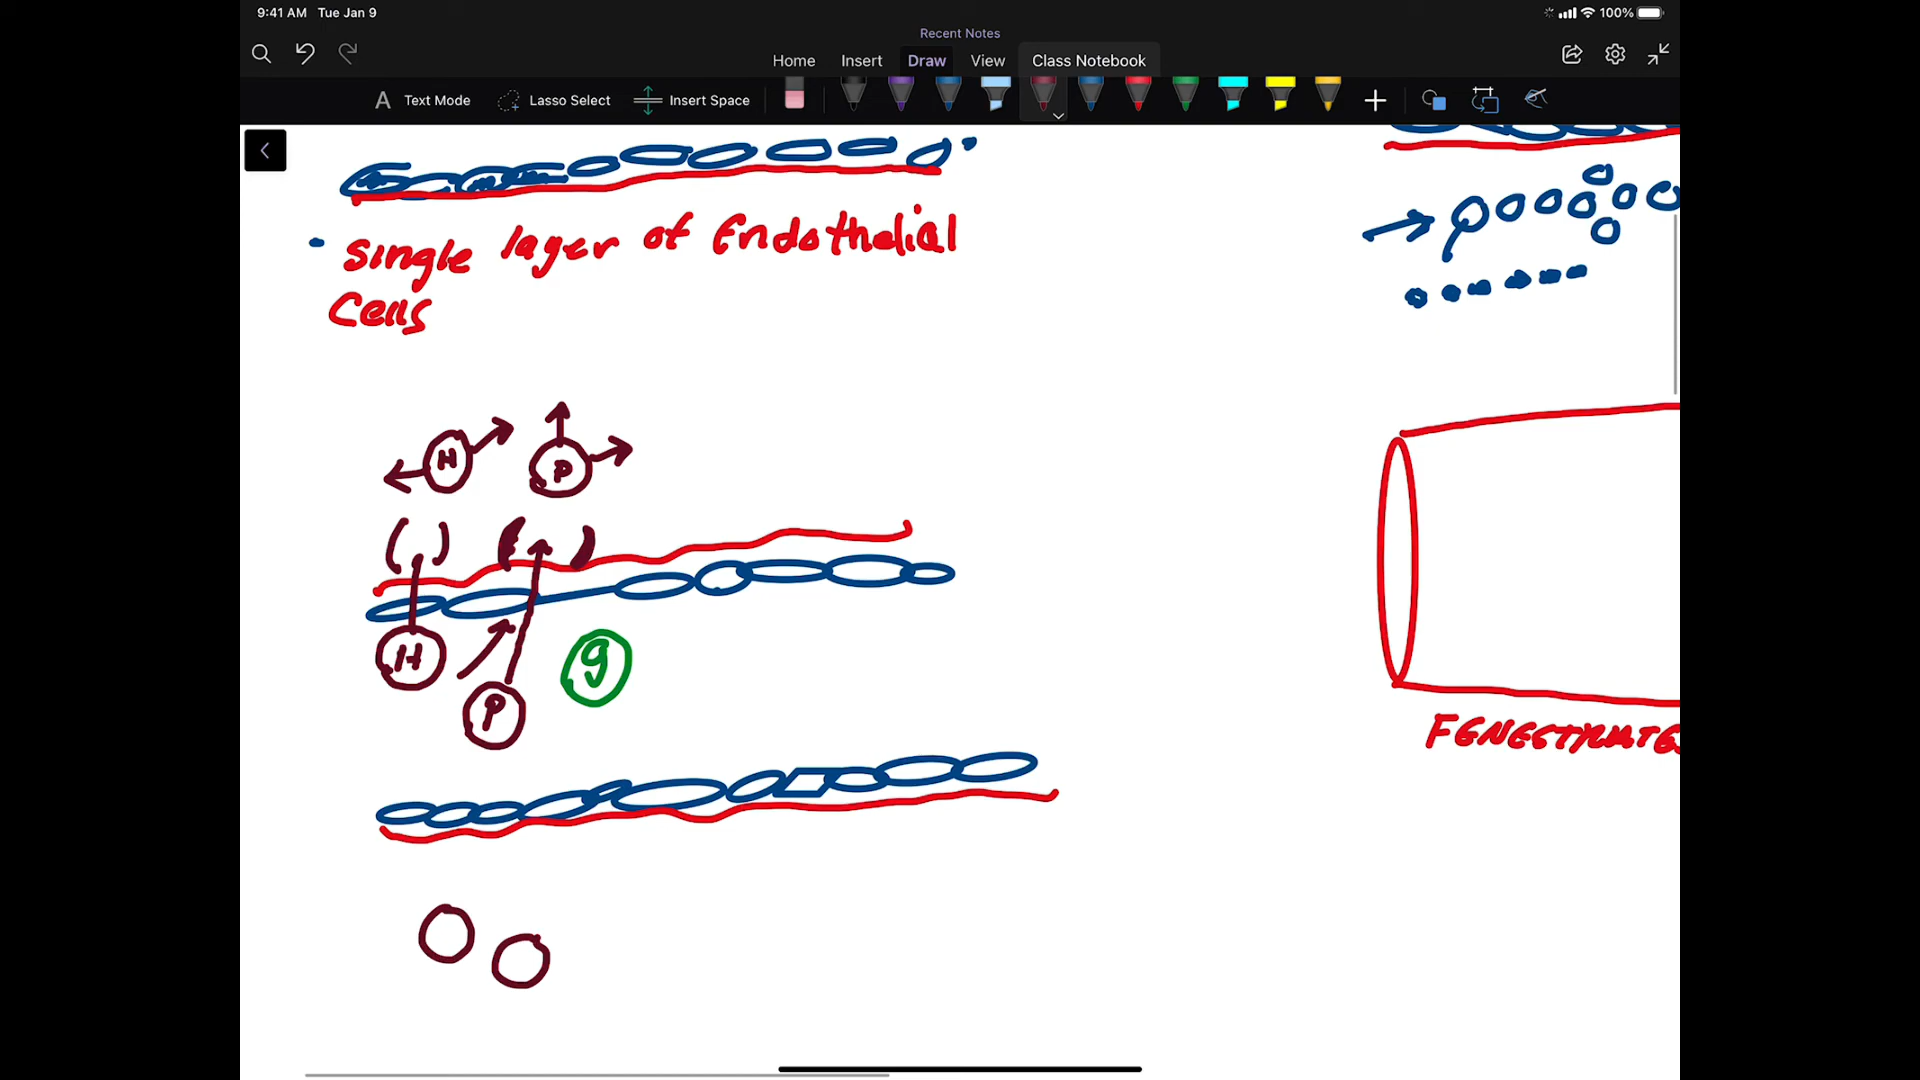 9:41 AM Tue Jan 9
100%
Recent Notes
Home Insert Draw View Class Notebook
A Text Mode Lasso Select Insert Space
Single layer of Endothelial
Cells
H P
H
P
g